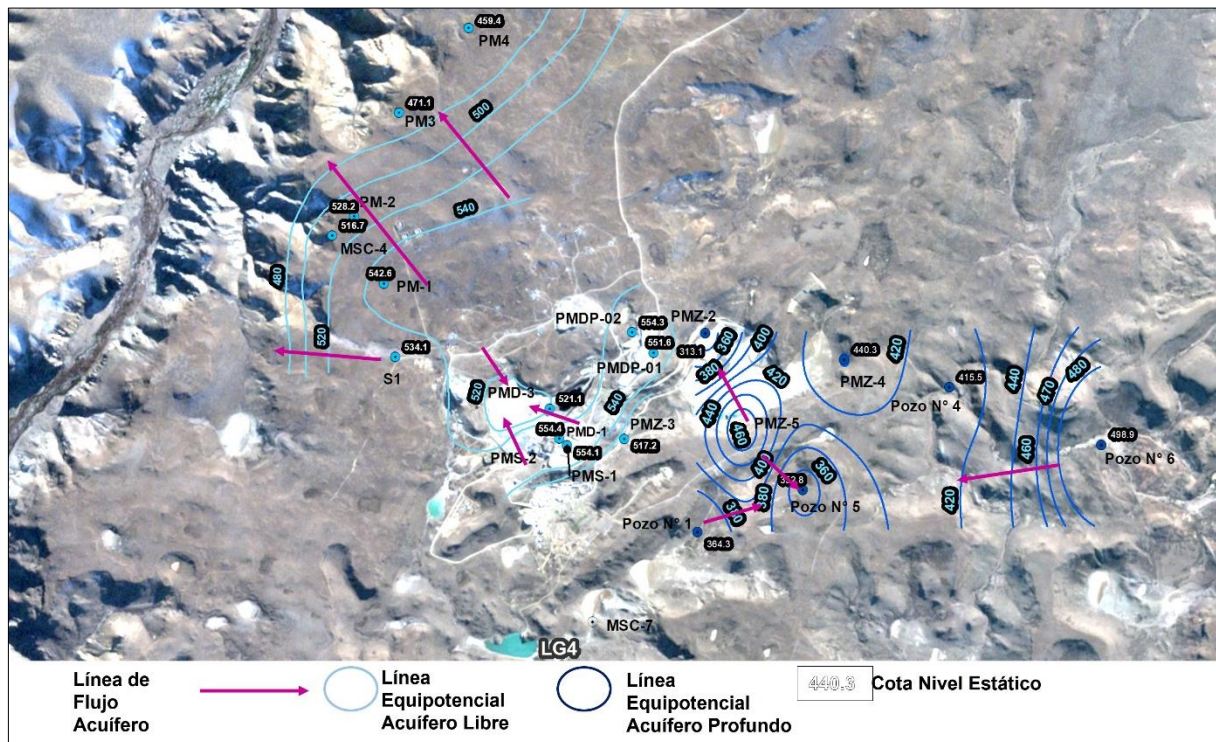 459.4
PM4
471.1
PM3
500
528.2
PM-2
516.7
MSC-4
540
480
542.6
PM-1
520
534.1
S1
PMDP-02
554.3
PMZ-2
551.6
313.1
PMDP-01
360
400
380
420
440.3
PMZ-4
420
415.5
Pozo N° 4
440
470
480
520
PMD-3
521.1
540
440
PMZ-5
460
554.4
PMD-1
PMZ-3
517.2
PMS-2
554.1
PMS-1
400
360
380
Pozo N° 5
498.9
Pozo N° 6
460
420
Pozo N° 1
364.3
MSC-7
LG4
Línea de
Flujo
Acuífero
Línea
Equipotencial
Acuífero Libre
Línea
Equipotencial
Acuífero Profundo
440.3
Cota Nivel Estático